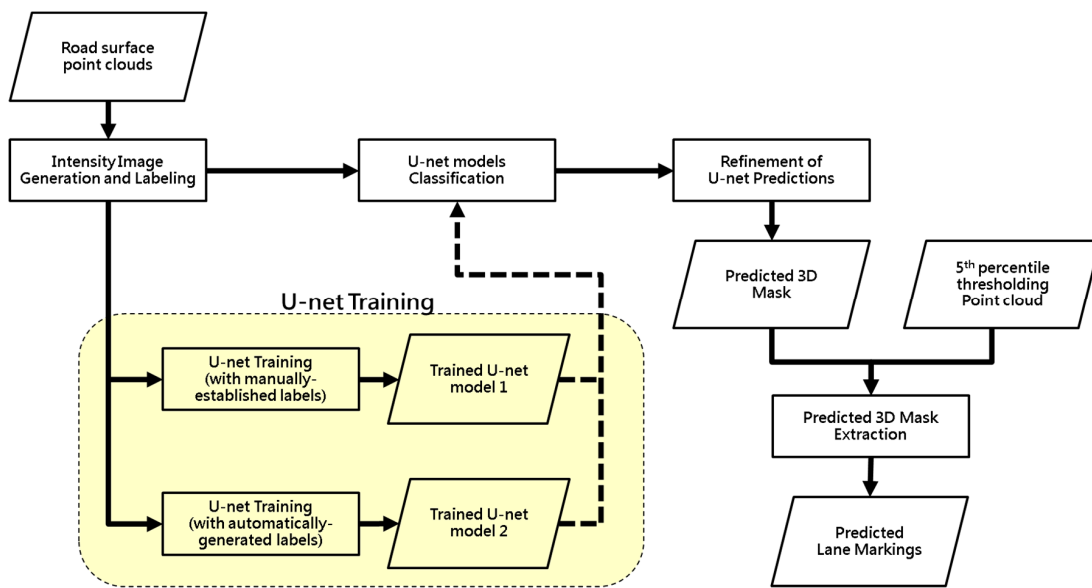 Road surface
point clouds
Intensity Image
Generation and Labeling
U-net models
Classification
Refinement of
U-net Predictions
Predicted 3D
Mask
5th percentile
thresholding
Point cloud
U-net Training
U-net Training
(with manually-
established labels)
Trained U-net
model 1
Predicted 3D Mask
Extraction
U-net Training
(with automatically-
generated labels)
Trained U-net
model 2
Predicted
Lane Markings